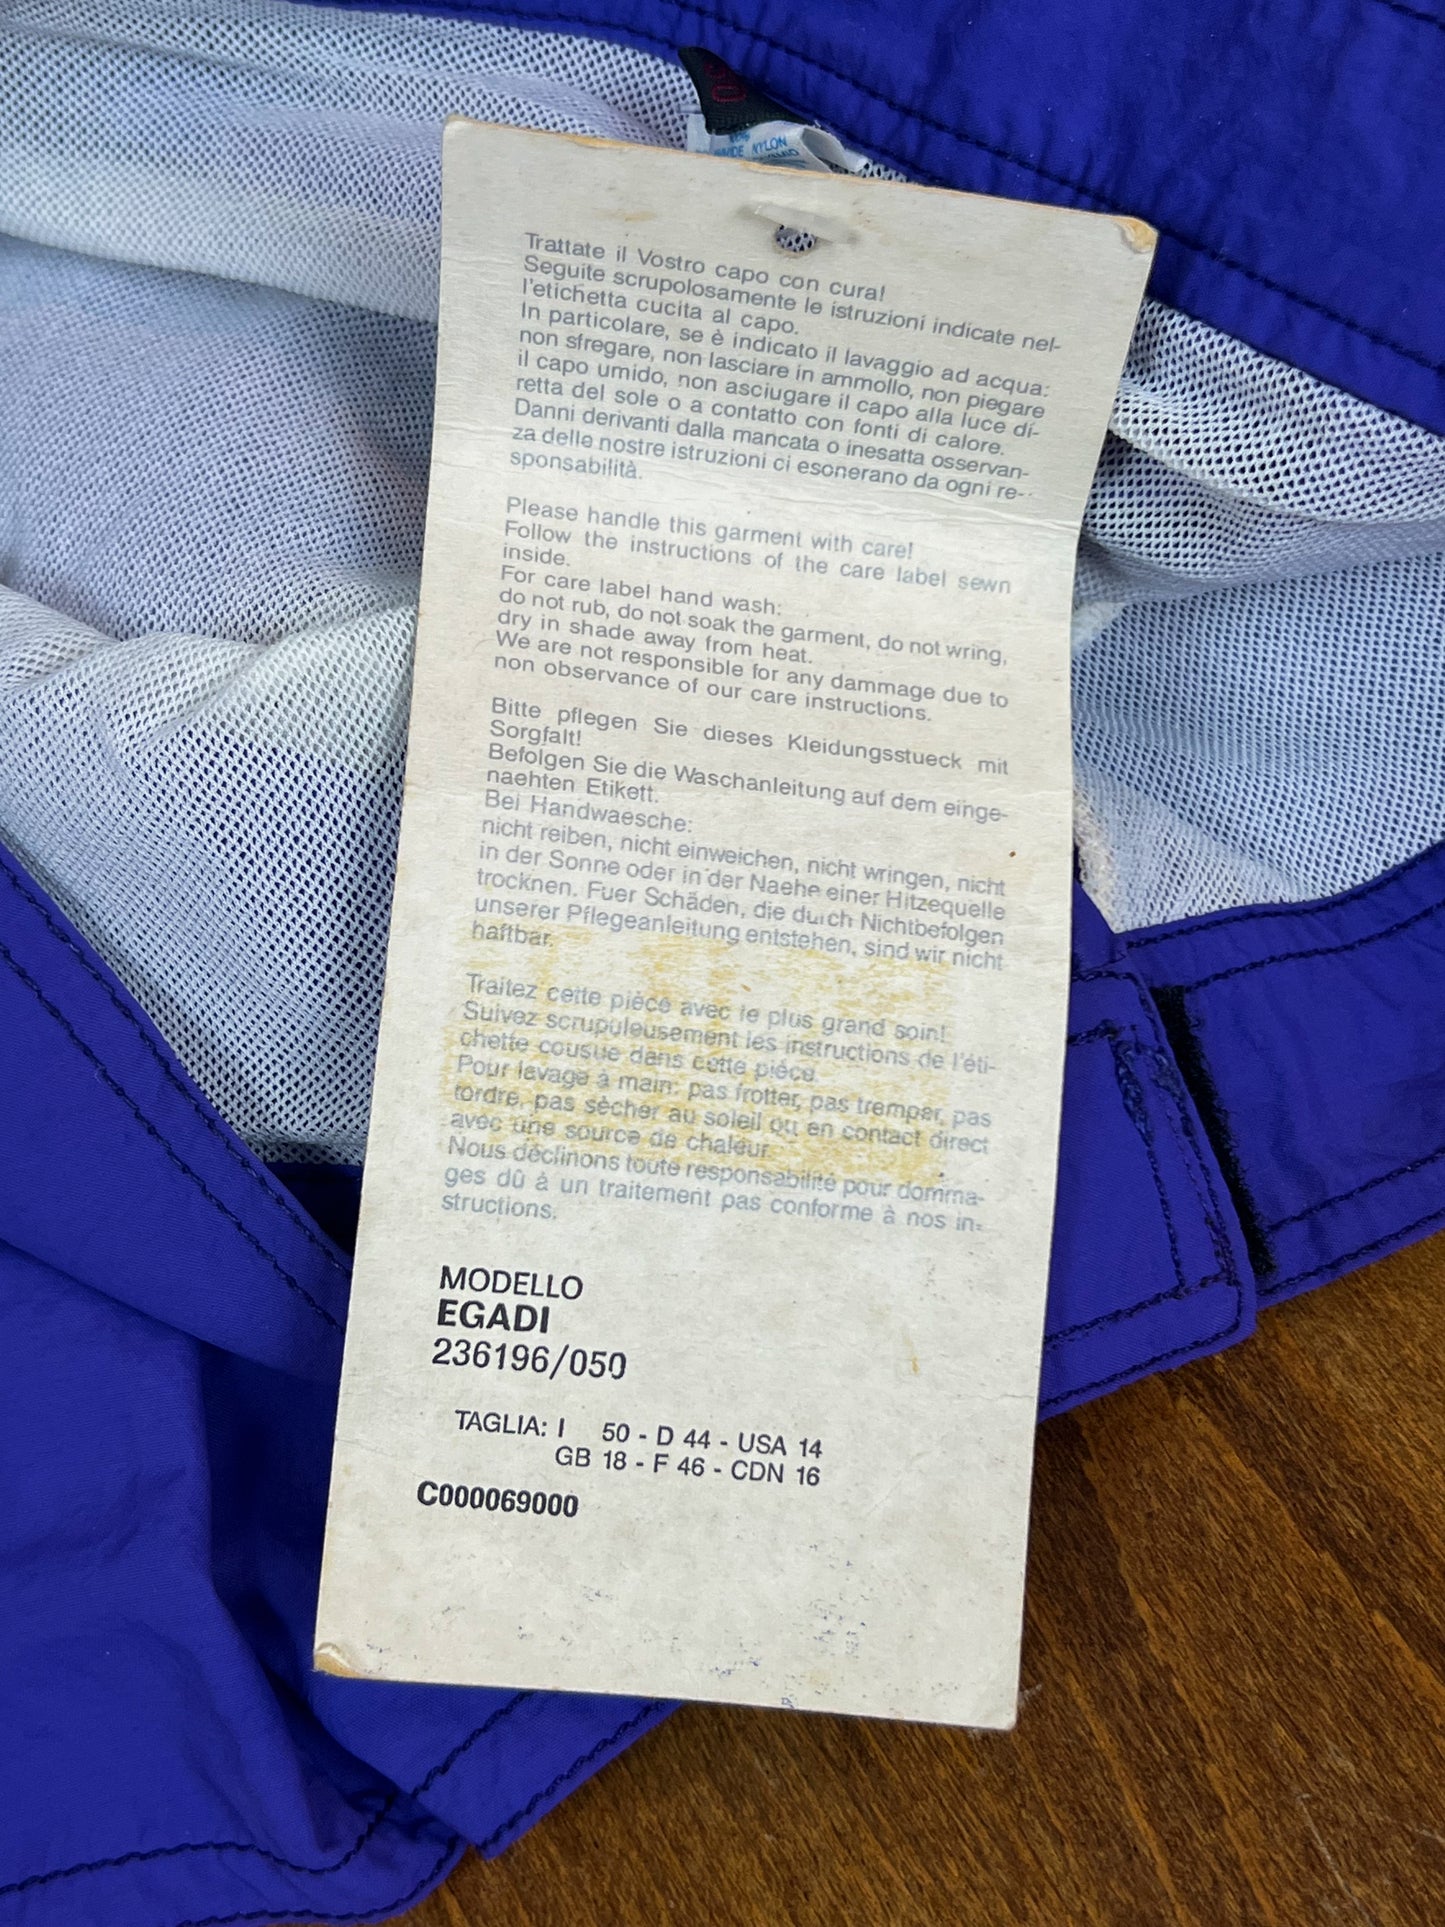 NYLON
Trattate il Vostro capo con cura!
Seguite scrupolosamente le istruzioni indicate nel-
l'etichetta cucita al capo.
In particolare, se è indicato il lavaggio ad acqua:
non sfregare, non lasciare in ammollo, non piegare
il capo umido, non asciugare il capo alla luce di-
retta del sole o a contatto con fonti di calore.
Danni derivanti dalla mancata o inesatta osservan-
za delle nostre istruzioni ci esonerano da ogni re-
sponsabilità.
Please handle this garment with care!
Follow the instructions of the care label sewn
inside.
For care label hand wash:
do not rub, do not soak the garment, do not wring,
dry in shade away from heat.
We are not responsible for any dammage due to
non observance of our care instructions.
Bitte pflegen Sie dieses Kleidungsstueck mit
Sorgfalt!
Befolgen Sie die Waschanleitung auf dem einge-
naehten Etikett.
Bei Handwaesche:
nicht reiben, nicht einweichen, nicht wringen, nicht
in der Sonne oder in der Naehe einer Hitzequelle
trocknen. Fuer Schäden, die durch Nichtbefolgen
unserer Pflegeanleitung entstehen, sind wir nicht
haftbar.
Traitez cette pièce avec le plus grand soin!
Suivez scrupuleusement les instructions de l'éti-
chette cousue dans cette pièce.
Pour lavage à main: pas frotter, pas tremper, pas
tordre, pas sècher au soleil ou en contact direct
avec une source de chaleur.
Nous déclinons toute responsabilité pour domma-
ges dû à un traitement pas conforme à nos in-
structions.
MODELLO
EGADI
236196/050
TAGLIA: I 50 - D 44 - USA 14
GB 18 - F 46 - CDN 16
C000069000